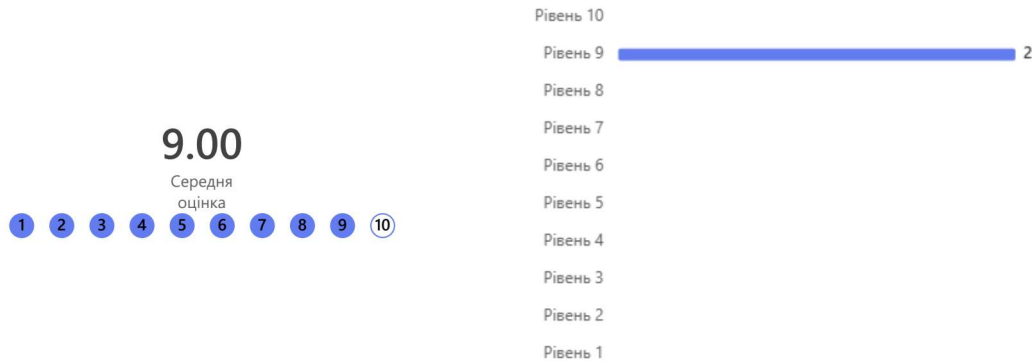 9.00
Середня
оцінка
1 2 3 4 5 6 7 8 9 10
Рівень 10
Рівень 9 2
Рівень 8
Рівень 7
Рівень 6
Рівень 5
Рівень 4
Рівень 3
Рівень 2
Рівень 1